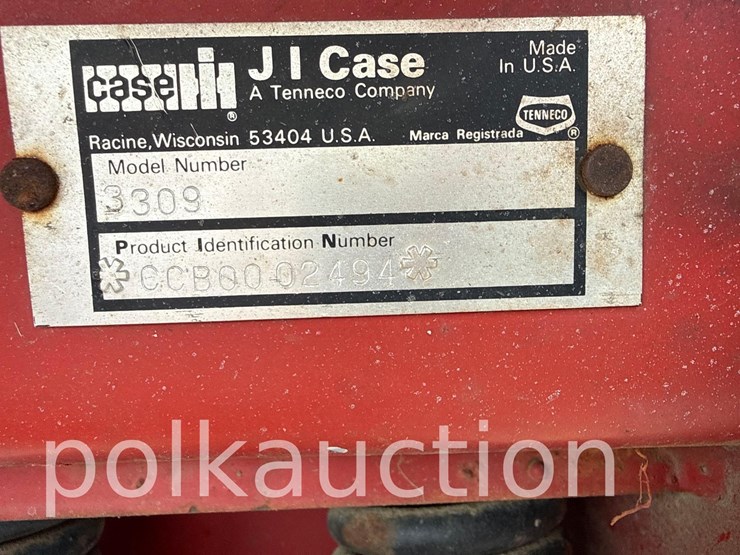 case IH ® J I Case
A Tenneco Company
Made
In U.S.A.
TENNECO ®
Racine, Wisconsin 53404 U.S.A. Marca Registrada
Model Number
3309
Product Identification Number
*CCB0002494*
polkauction